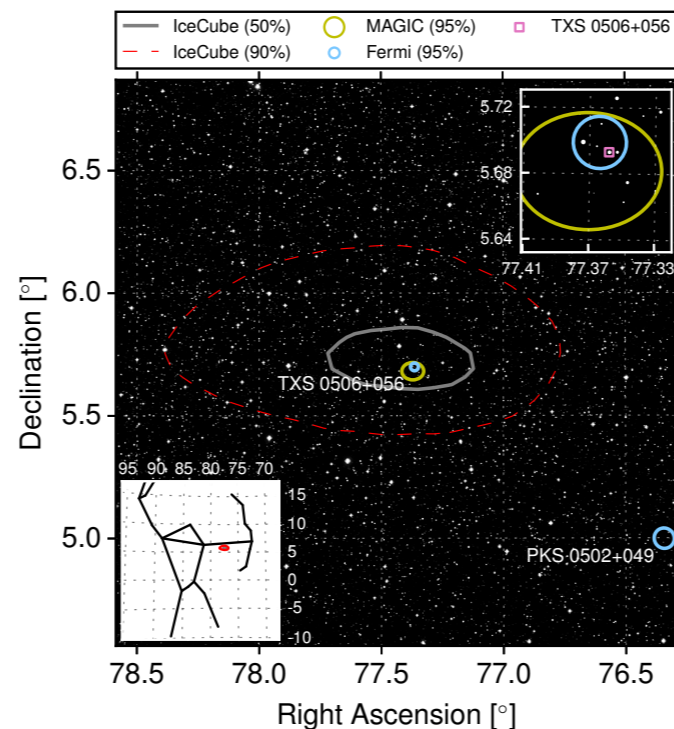 IceCube (50%) MAGIC (95%) TXS 0506+056
IceCube (90%) Fermi (95%)
5.72
5.68
5.64
77.41 77.37 77.33
6.5
6.0
5.5
5.0
Declination [°]
TXS 0506+056
PKS 0502+049
95 90 85 80 75 70
15
10
5
0
-5
-10
78.5 78.0 77.5 77.0 76.5
Right Ascension [°]